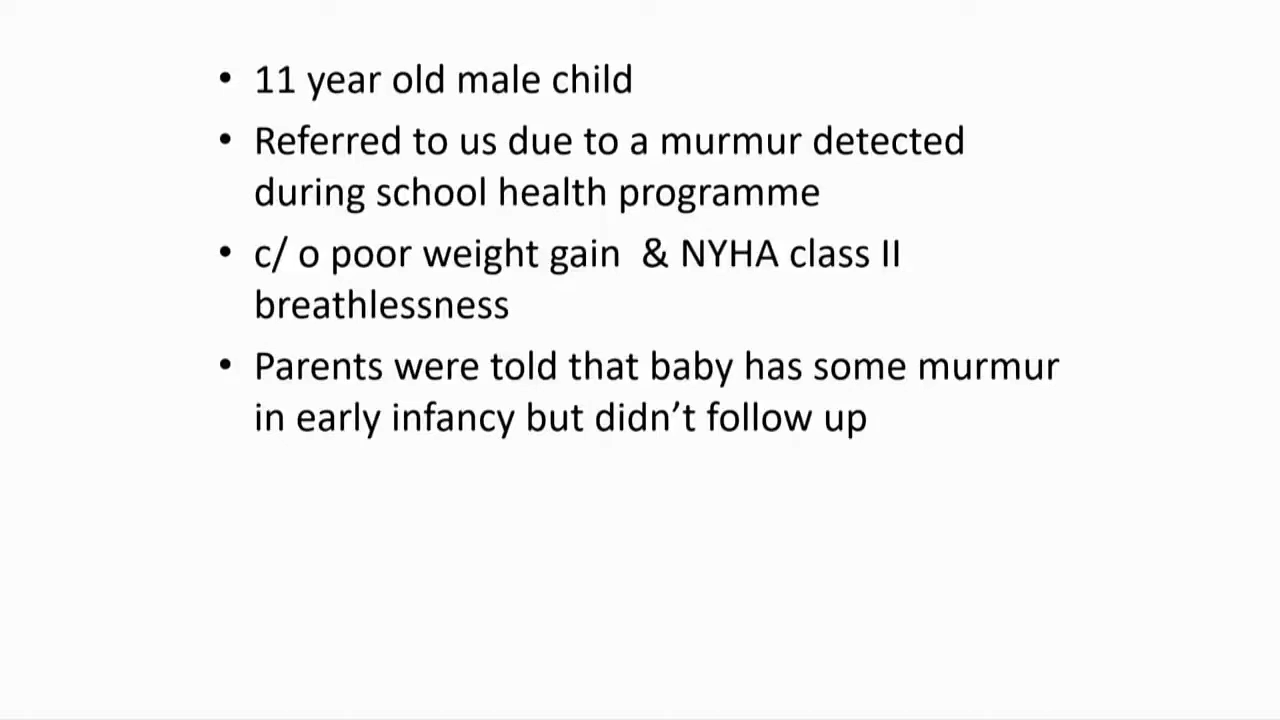 • 11 year old male child
• Referred to us due to a murmur detected
during school health programme
• c/ o poor weight gain & NYHA class II
breathlessness
• Parents were told that baby has some murmur
in early infancy but didn’t follow up